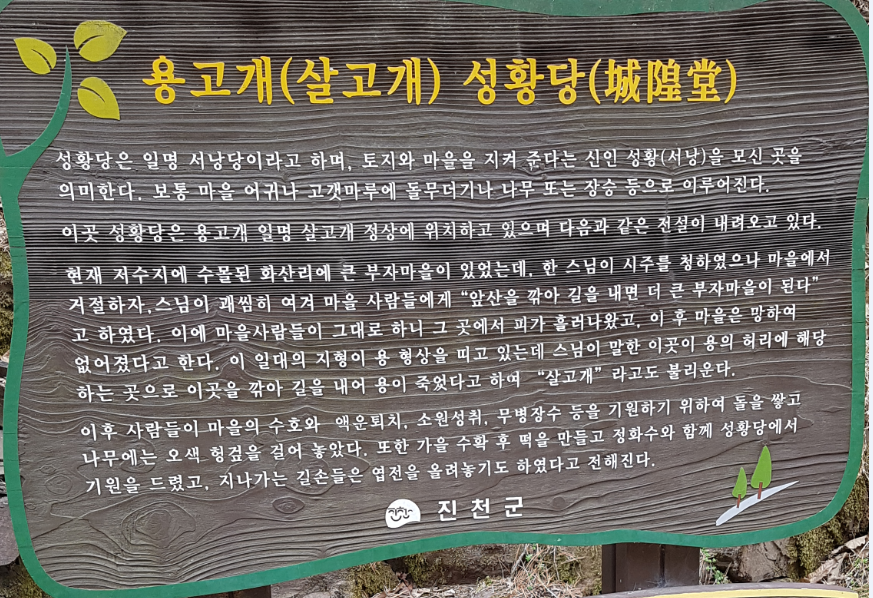 용고개(살고개) 성황당(城隍堂)
성황당은 일명 서낭당이라고 하며, 토지와 마을을 지켜 준다는 신인 성황(서낭)을 모신 곳을
의미한다. 보통 마을 어귀나 고갯마루에 돌무더기나 나무 또는 장승 등으로 이루어진다.
이곳 성황당은 용고개 일명 살고개 정상에 위치하고 있으며 다음과 같은 전설이 내려오고 있다.
현재 저수지에 수몰된 화산리에 큰 부자마을이 있었는데, 한 스님이 시주를 청하였으나 마을에서
거절하자,스님이 괘씸히 여겨 마을 사람들에게 “앞산을 깎아 길을 내면 더 큰 부자마을이 된다”
고 하였다. 이에 마을사람들이 그대로 하니 그 곳에서 피가 흘러나왔고, 이 후 마을은 망하여
없어졌다고 한다. 이 일대의 지형이 용 형상을 띠고 있는데 스님이 말한 이곳이 용의 허리에 해당
하는 곳으로 이곳을 깎아 길을 내어 용이 죽었다고 하여 “살고개” 라고도 불리운다.
이후 사람들이 마을의 수호와 액운퇴치, 소원성취, 무병장수 등을 기원하기 위하여 돌을 쌓고
나무에는 오색 헝겊을 걸어 놓았다. 또한 가을 수확 후 떡을 만들고 정화수와 함께 성황당에서
기원을 드렸고, 지나가는 길손들은 엽전을 올려놓기도 하였다고 전해진다.
진천군